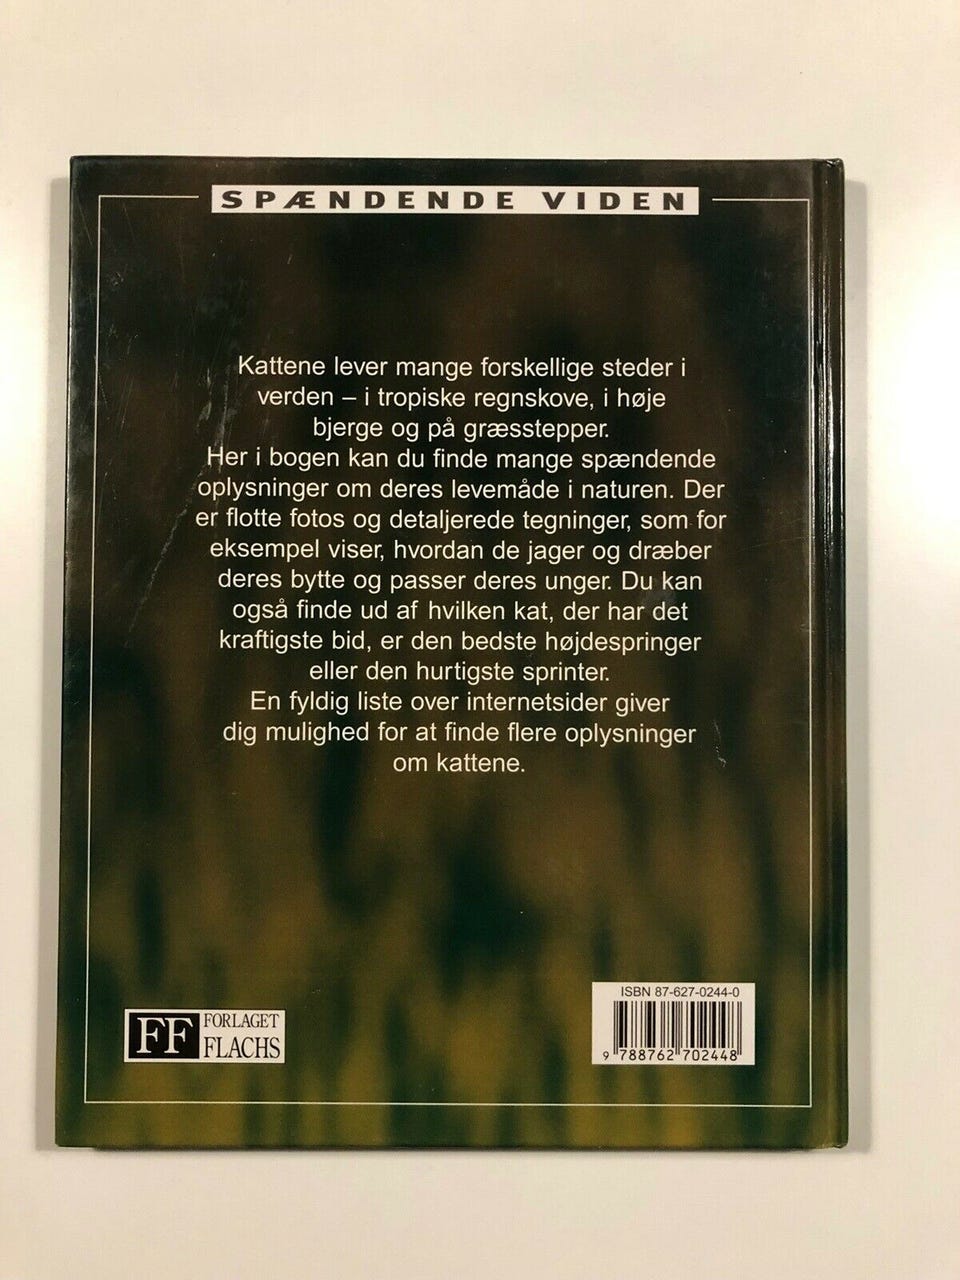 SPÆNDENDE VIDEN
Kattene lever mange forskellige steder i
verden – i tropiske regnskove, i høje
bjerge og på græsstepper.
Her i bogen kan du finde mange spændende
oplysninger om deres levemåde i naturen. Der
er flotte fotos og detaljerede tegninger, som for
eksempel viser, hvordan de jager og dræber
deres bytte og passer deres unger. Du kan
også finde ud af hvilken kat, der har det
kraftigste bid, er den bedste højdespringer
eller den hurtigste sprinter.
En fyldig liste over internetsider giver
dig mulighed for at finde flere oplysninger
om kattene.
FF FORLAGET
FLACHS
ISBN 87-627-0244-0
9 788762 702448